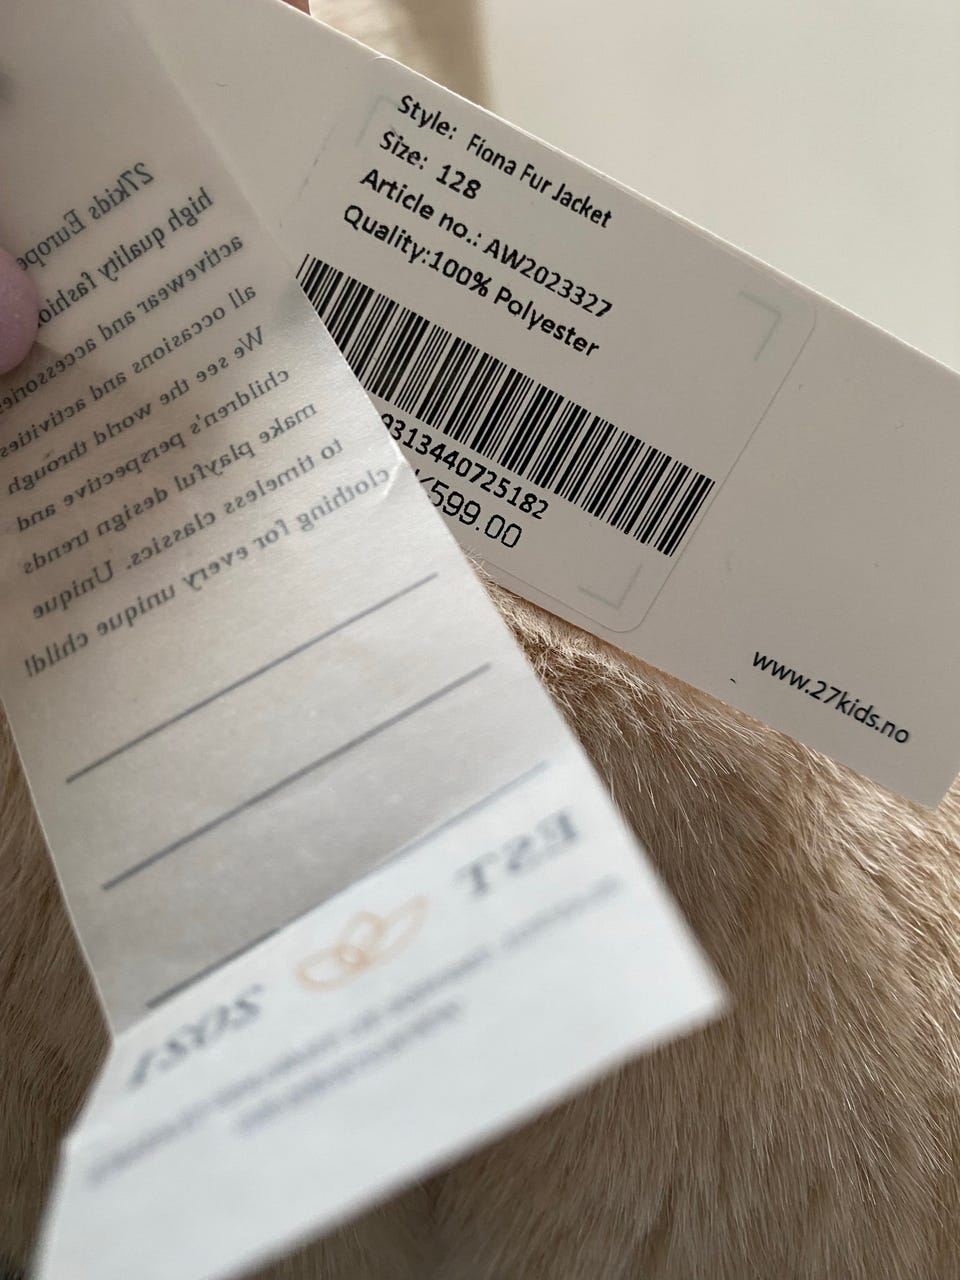 Style: Fiona Fur Jacket
Size: 128
Article no.: AW2023327
Quality:100% Polyester
9313440725182
599.00
www.27kids.no
27kids Europe
high quality fashion
activewear and accessories
all occasions and activities
We see the world through
children's perspective and
make playful design trends
to timeless classics. Unique
clothing for every unique child!
EST